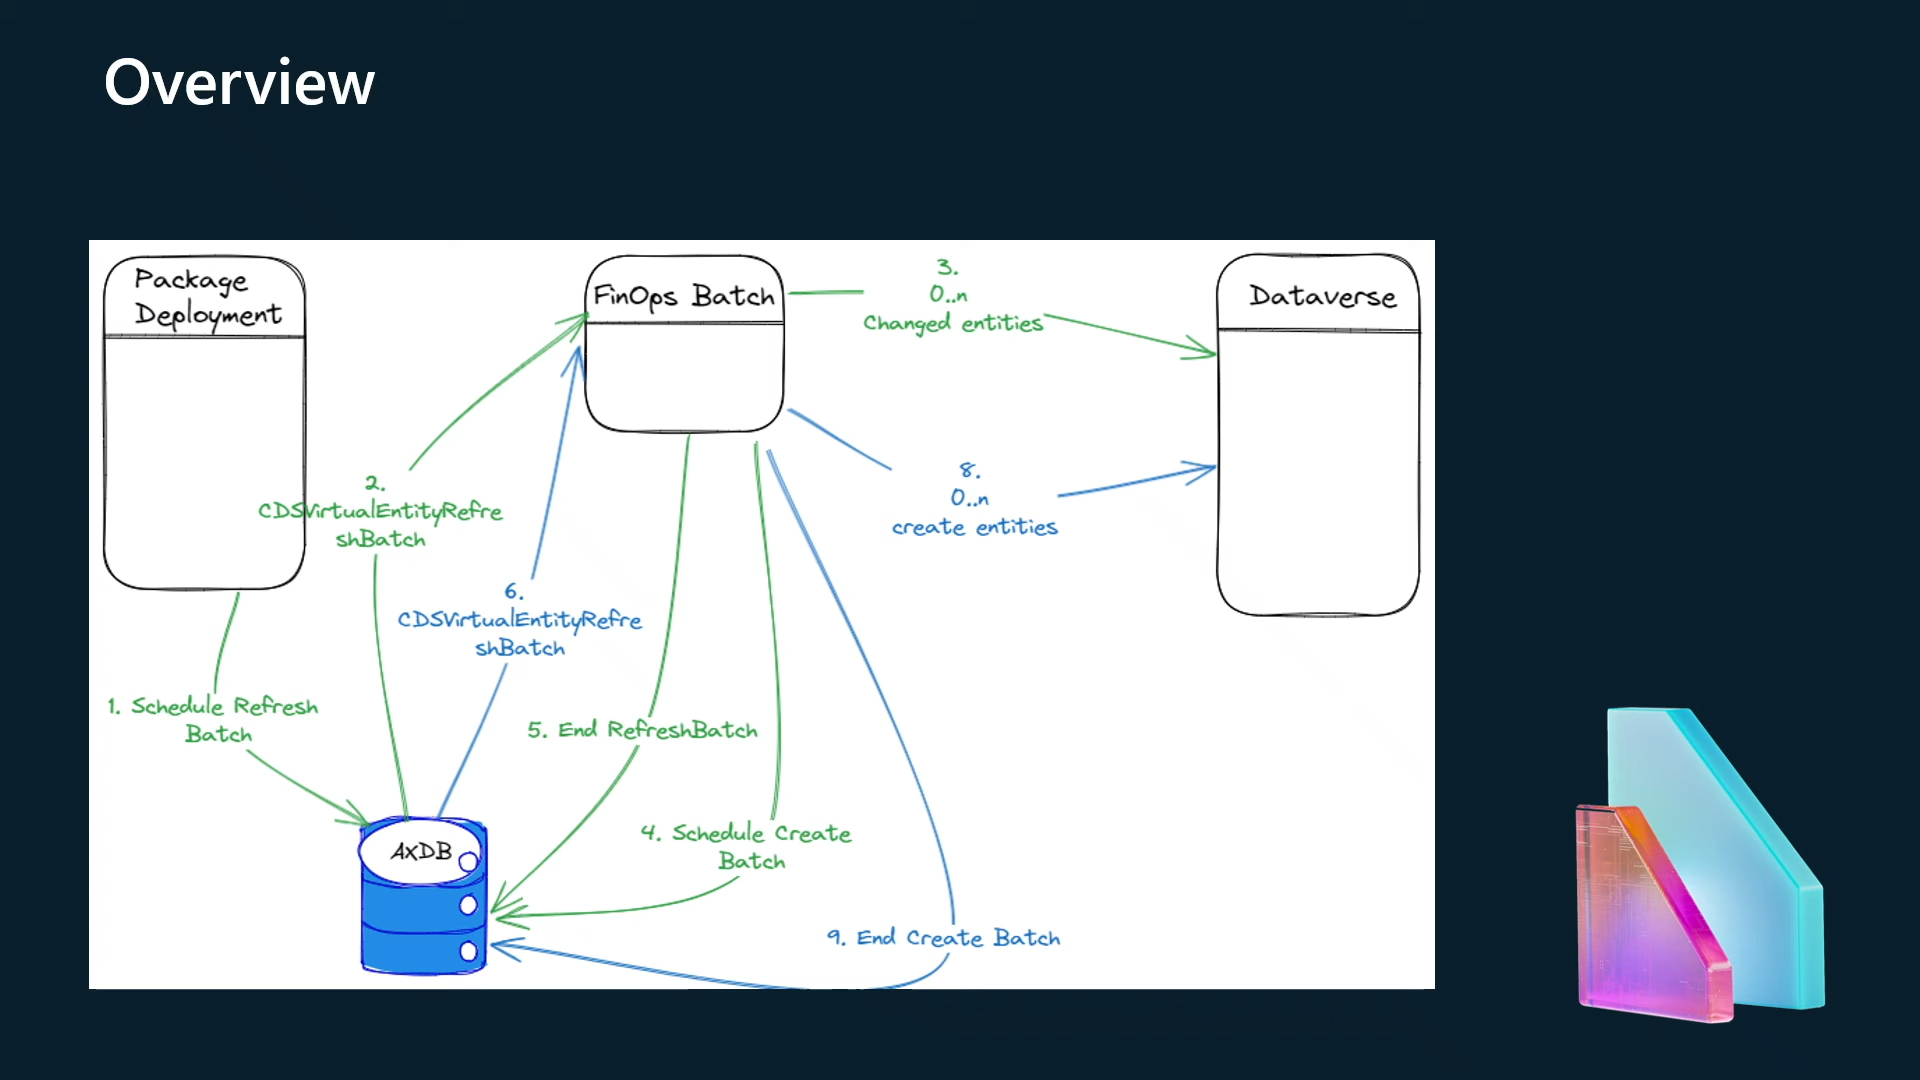 Overview
Package
Deployment
FinOps Batch
3.
0..n
Changed entities
Dataverse
2.
CDSVirtualEntityRefre
shBatch
8.
0..n
create entities
6.
CDSVirtualEntityRefre
shBatch
1. Schedule Refresh
Batch
5. End RefreshBatch
4. Schedule Create
Batch
AXDB
9. End Create Batch